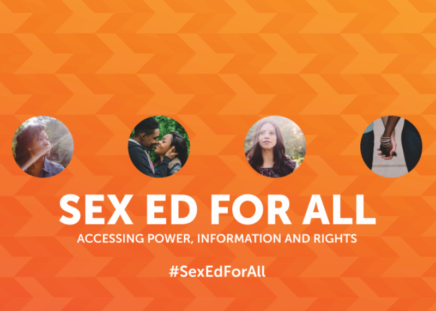 SEX ED FOR ALL
ACCESSING POWER, INFORMATION AND RIGHTS
#SexEdForAll